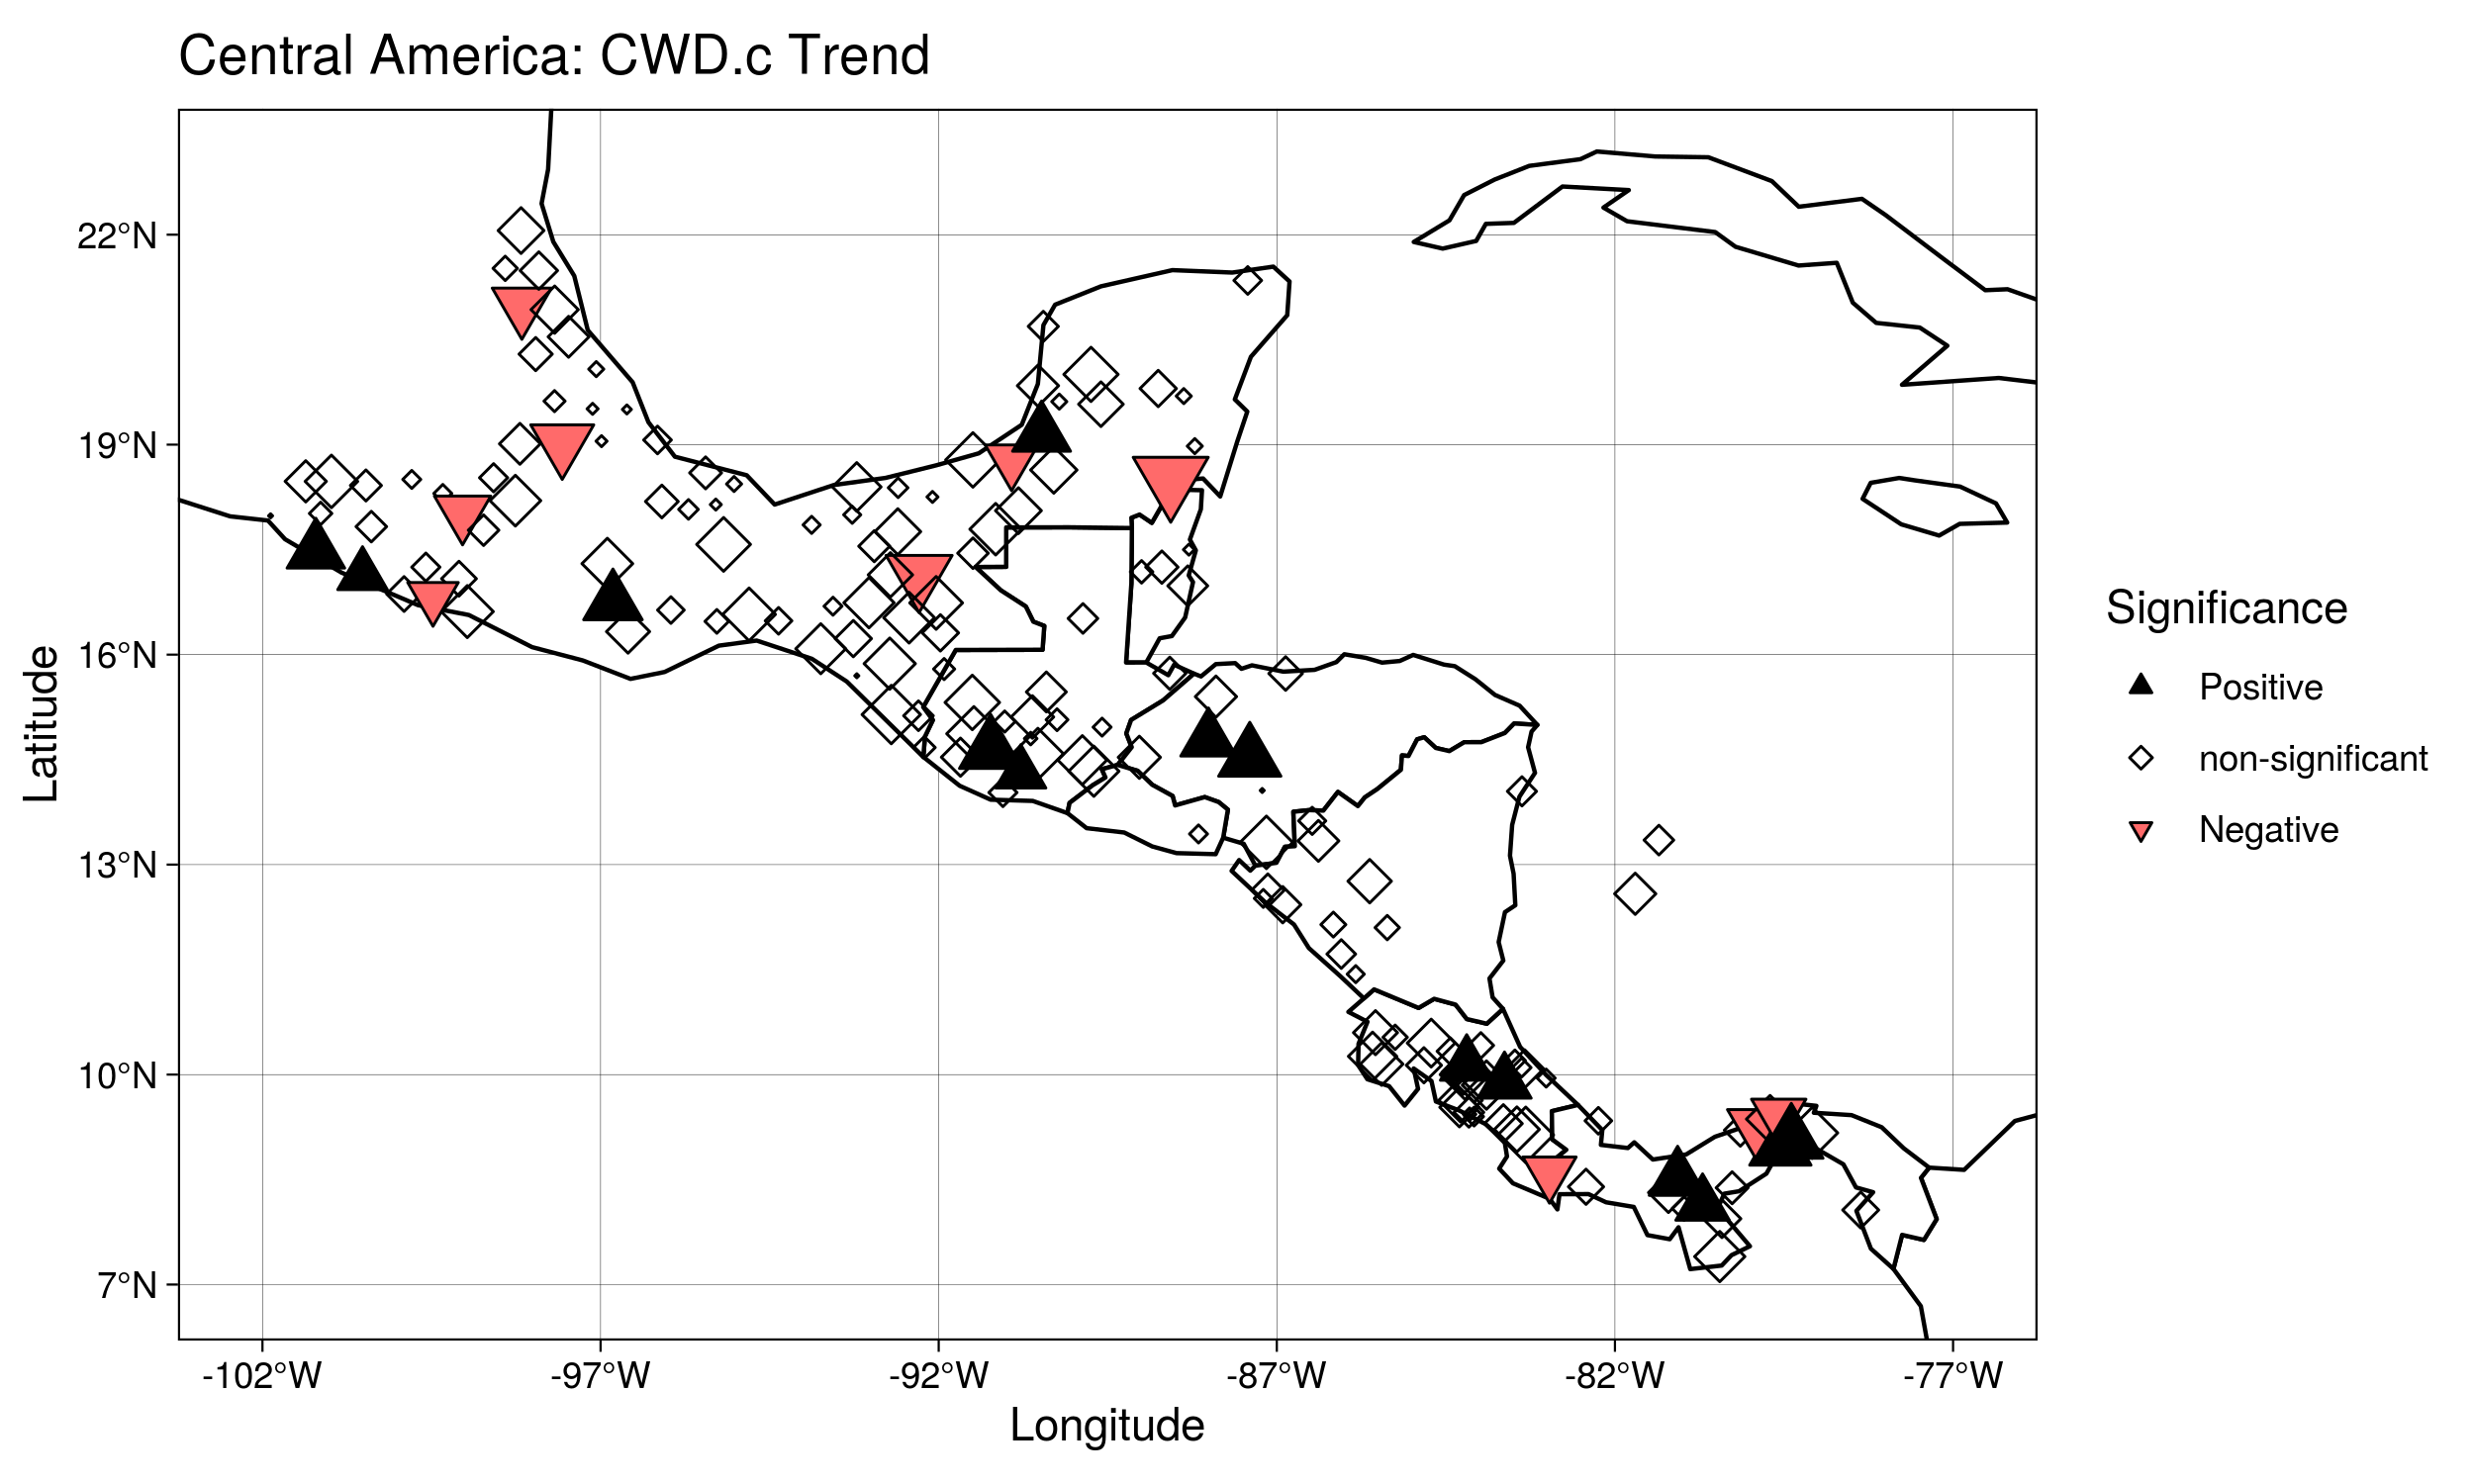 Central America: CWD.c Trend
22°N
19°N
16°N
13°N
10°N
7°N
Latitude
-102°W
-97°W
-92°W
-87°W
-82°W
-77°W
Longitude
Significance
Positive
non-significant
Negative